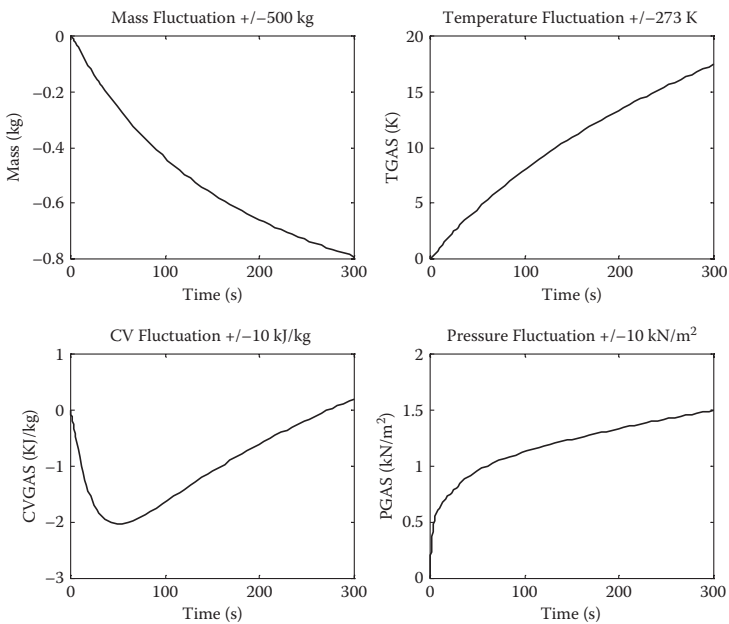 Mass Fluctuation +/−500 kg
0
−0.2
−0.4
−0.6
−0.8
Mass (kg)
0 100 200 300
Time (s)
Temperature Fluctuation +/−273 K
20
15
10
5
0
TGAS (K)
0 100 200 300
Time (s)
CV Fluctuation +/−10 kJ/kg
1
0
−1
−2
−3
CVGAS (KJ/kg)
0 100 200 300
Time (s)
Pressure Fluctuation +/−10 kN/m²
2
1.5
1
0.5
0
PGAS (kN/m²)
0 100 200 300
Time (s)